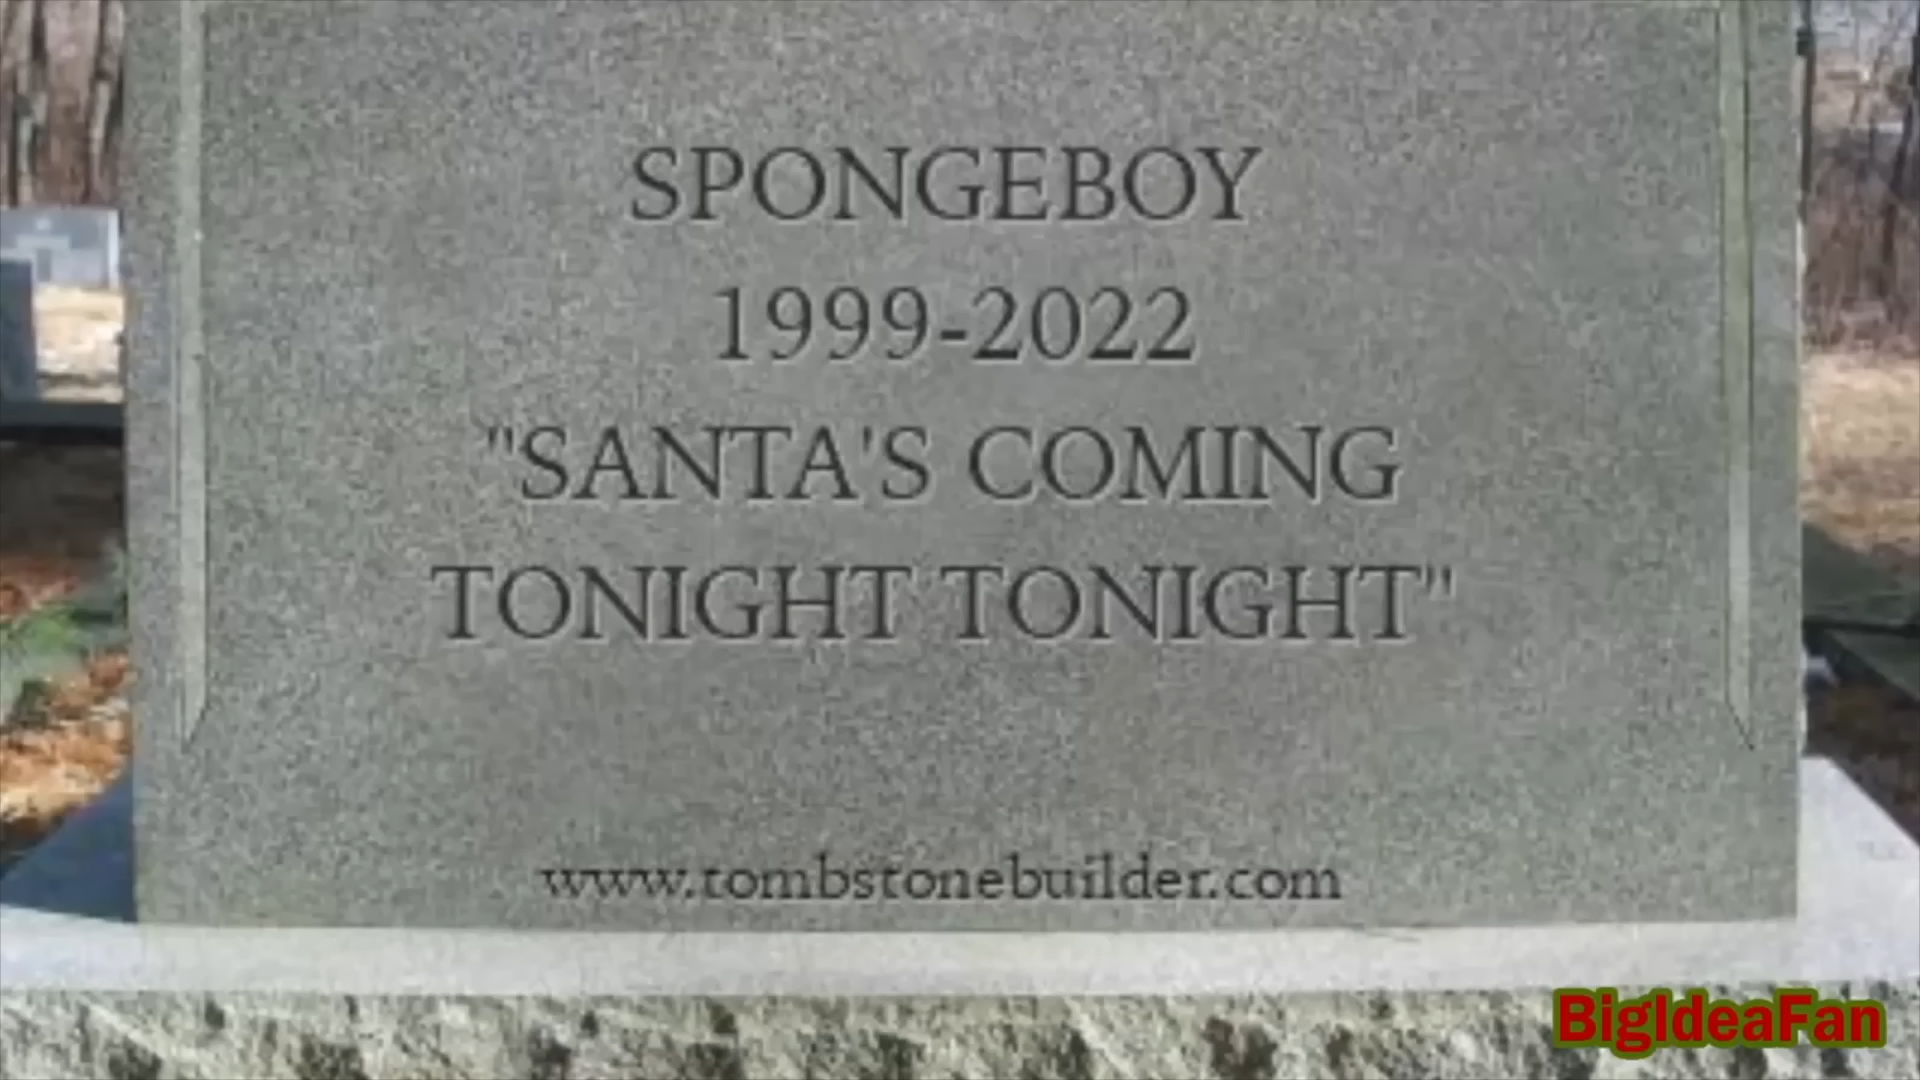 SPONGEBOY
1999-2022
"SANTA'S COMING
TONIGHT TONIGHT"
www.tombstonebuilder.com
BigIdeaFan